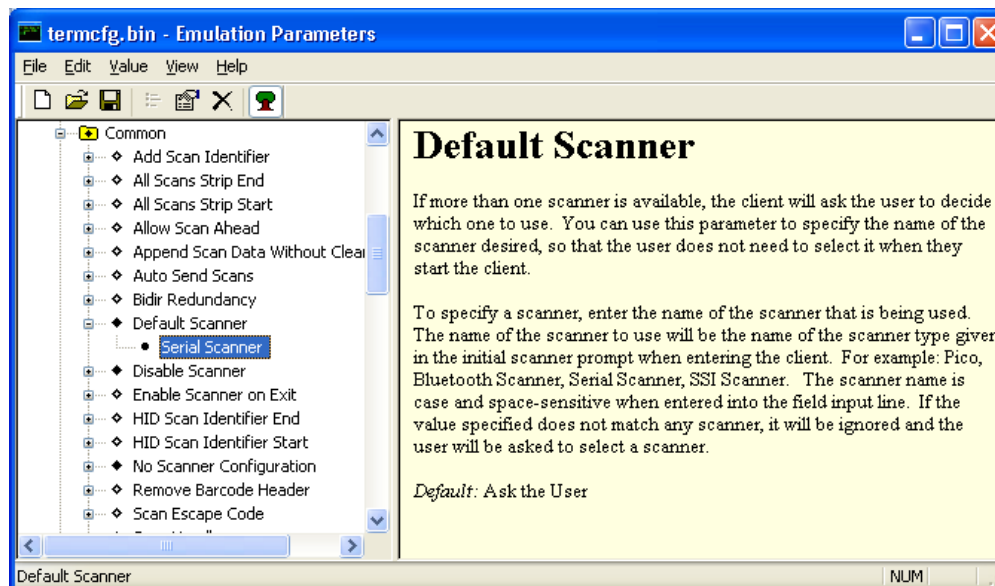 termcfg.bin - Emulation Parameters
File Edit Value View Help
Common
Add Scan Identifier
All Scans Strip End
All Scans Strip Start
Allow Scan Ahead
Append Scan Data Without Clear
Auto Send Scans
Bidir Redundancy
Default Scanner
Serial Scanner
Disable Scanner
Enable Scanner on Exit
HID Scan Identifier End
HID Scan Identifier Start
No Scanner Configuration
Remove Barcode Header
Scan Escape Code
Default Scanner
If more than one scanner is available, the client will ask the user to decide
which one to use. You can use this parameter to specify the name of the
scanner desired, so that the user does not need to select it when they
start the client.
To specify a scanner, enter the name of the scanner that is being used.
The name of the scanner to use will be the name of the scanner type given
in the initial scanner prompt when entering the client. For example: Pico,
Bluetooth Scanner, Serial Scanner, SSI Scanner. The scanner name is
case and space-sensitive when entered into the field input line. If the
value specified does not match any scanner, it will be ignored and the
user will be asked to select a scanner.
Default: Ask the User
Default Scanner
NUM